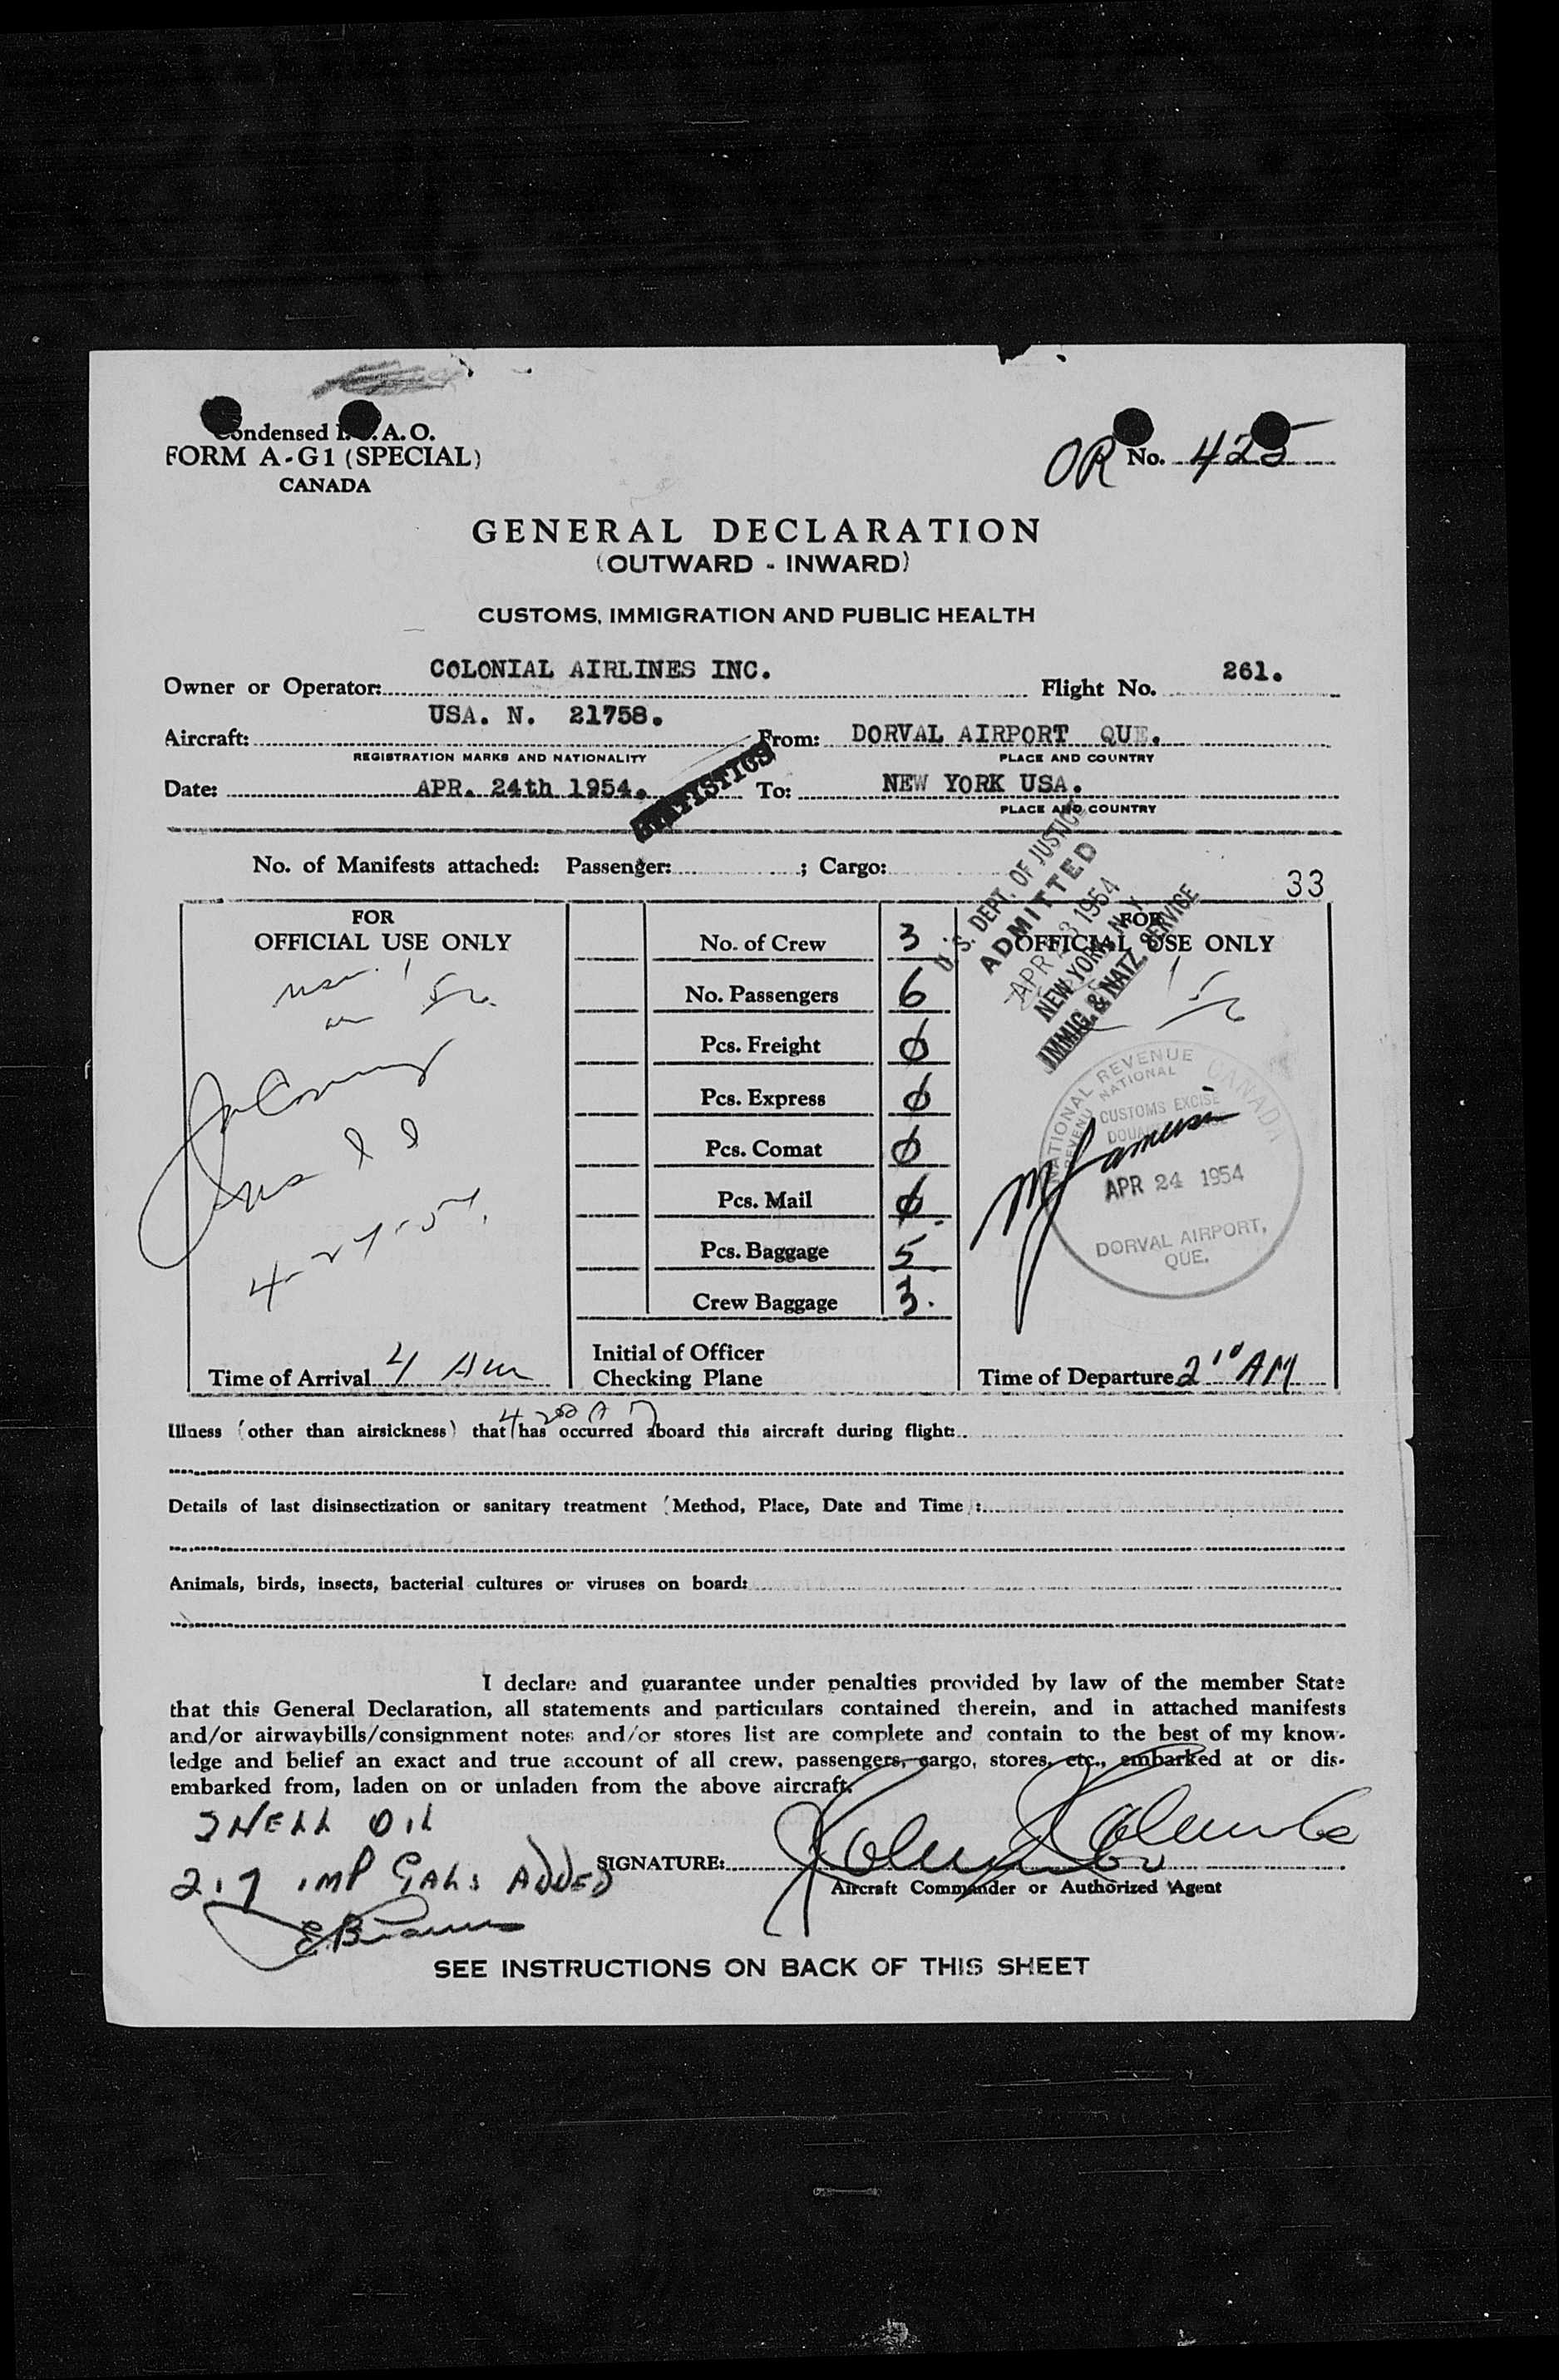 Condensed I.C.A.O.
FORM A-G1 (SPECIAL)
CANADA
OR No. 425
GENERAL DECLARATION
(OUTWARD - INWARD)
CUSTOMS, IMMIGRATION AND PUBLIC HEALTH
Owner or Operator: COLONIAL AIRLINES INC. Flight No. 261.
Aircraft: USA. N. 21758. From: DORVAL AIRPORT QUE.
REGISTRATION MARKS AND NATIONALITY PLACE AND COUNTRY
Date: APR. 24th 1954. To: NEW YORK USA.
PLACE AND COUNTRY
STATISTICS
No. of Manifests attached: Passenger: ; Cargo:
33
U. S. DEPT. OF JUSTICE
ADMITTED
APR 23 1954
NEW YORK, N.Y.
IMMIG. & NATZ. SERVICE
FOR
OFFICIAL USE ONLY
4-24-54.
Time of Arrival 4 AM
No. of Crew 3
No. Passengers 6
Pcs. Freight 0
Pcs. Express 0
Pcs. Comat 0
Pcs. Mail 0
Pcs. Baggage 5
Crew Baggage 3.
Initial of Officer
Checking Plane
FOR
OFFICIAL USE ONLY
NATIONAL REVENUE CANADA
REVENU NATIONAL
CUSTOMS EXCISE
APR 24 1954
DORVAL AIRPORT,
QUE.
Time of Departure 2 10 AM
Illness (other than airsickness) that has occurred aboard this aircraft during flight:
Details of last disinsectization or sanitary treatment (Method, Place, Date and Time):
Animals, birds, insects, bacterial cultures or viruses on board:
I declare and guarantee under penalties provided by law of the member State
that this General Declaration, all statements and particulars contained therein, and in attached manifests
and/or airwaybills/consignment notes and/or stores list are complete and contain to the best of my know-
ledge and belief an exact and true account of all crew, passengers, cargo, stores, etc., embarked at or dis-
embarked from, laden on or unladen from the above aircraft.
SHELL OIL
217 IMP GALS ADDED
SIGNATURE:
Aircraft Commander or Authorized Agent
SEE INSTRUCTIONS ON BACK OF THIS SHEET